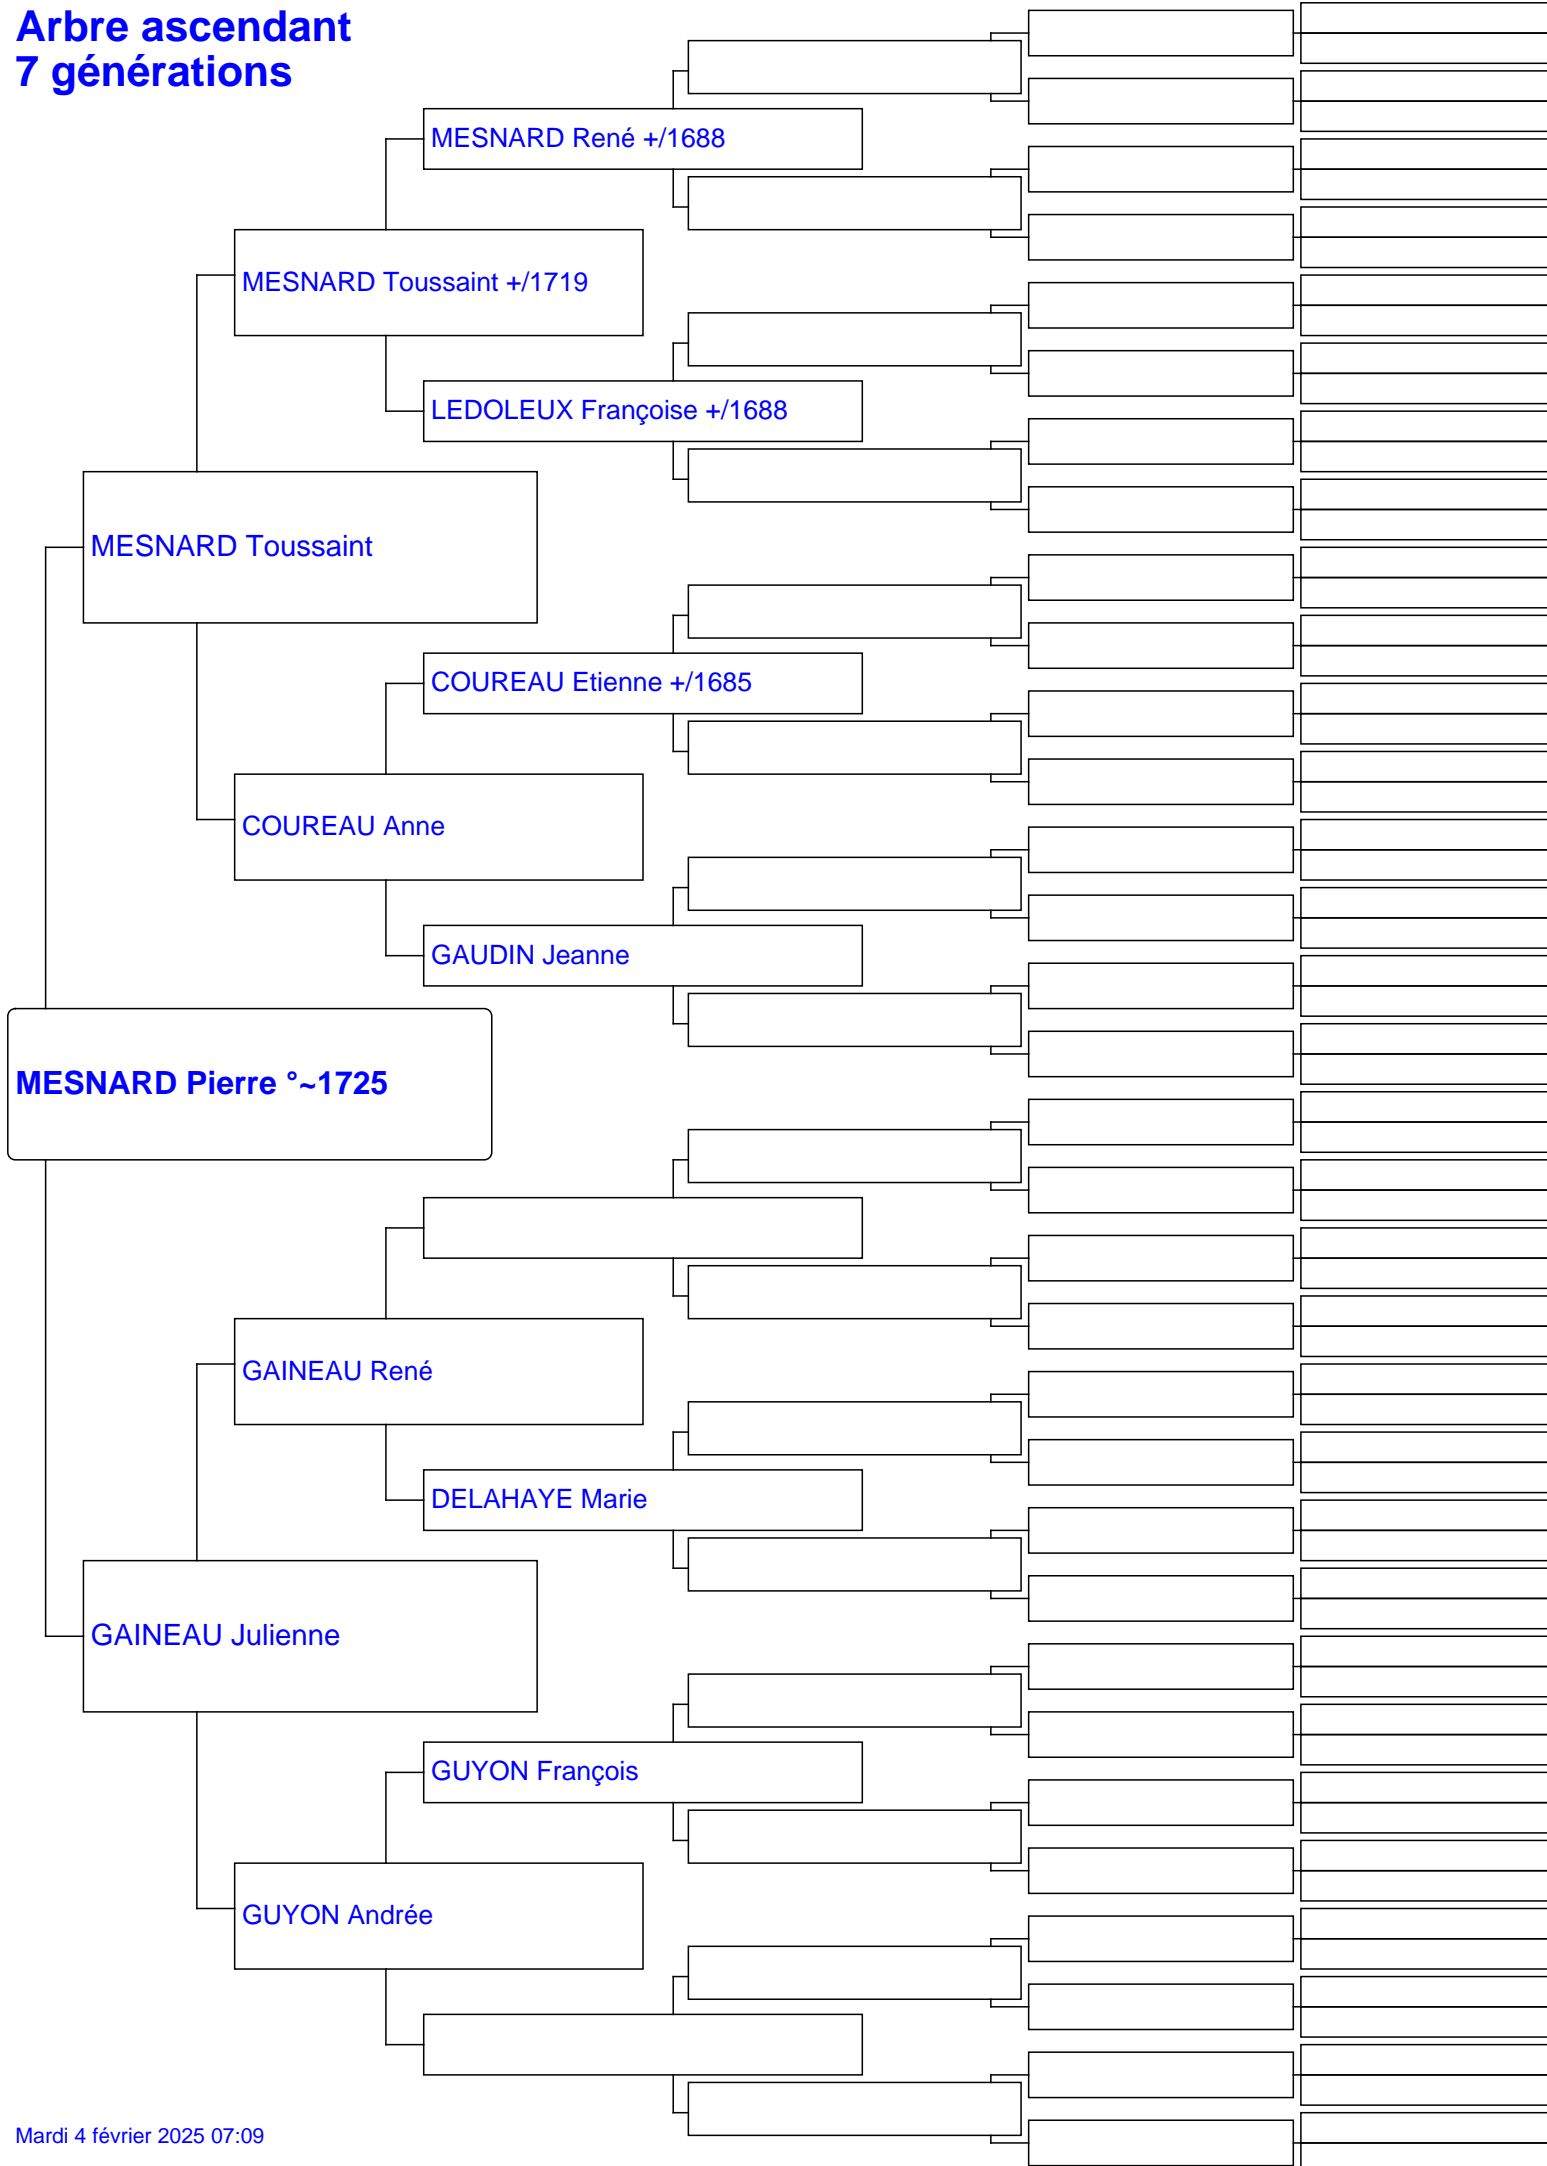 Arbre ascendant
7 générations
MESNARD René +/1688
MESNARD Toussaint +/1719
LEDOLEUX Françoise +/1688
MESNARD Toussaint
COUREAU Etienne +/1685
COUREAU Anne
GAUDIN Jeanne
MESNARD Pierre °~1725
GAINEAU René
DELAHAYE Marie
GAINEAU Julienne
GUYON François
GUYON Andrée
Mardi 4 février 2025 07:09